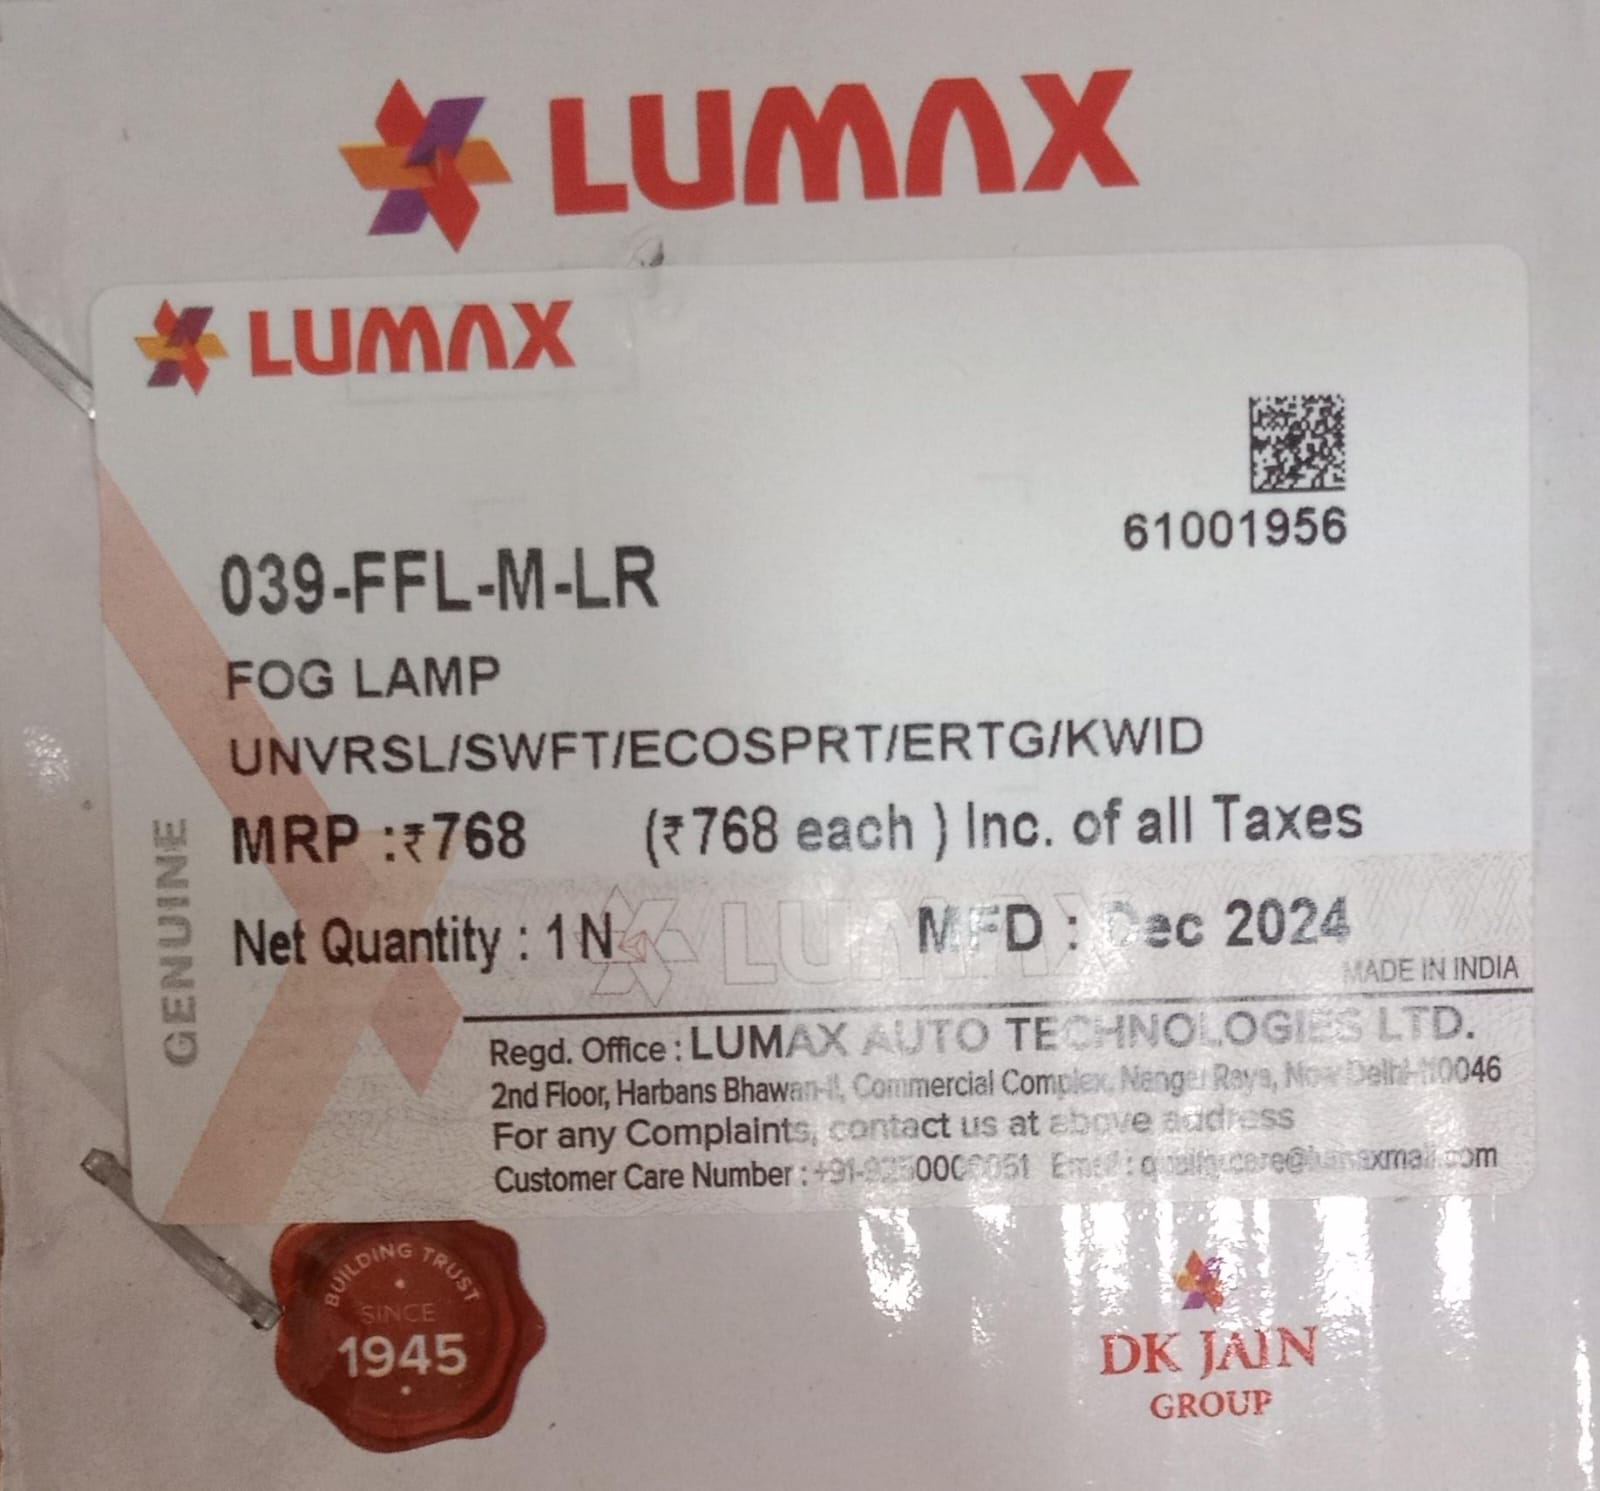 LUMAX
LUMAX
61001956
039-FFL-M-LR
FOG LAMP
UNVRSL/SWFT/ECOSPRT/ERTG/KWID
MRP :₹768 (₹768 each ) Inc. of all Taxes
Net Quantity : 1 N
LUMAX
MFD : Dec 2024
MADE IN INDIA
GENUINE
Regd. Office : LUMAX AUTO TECHNOLOGIES LTD.
2nd Floor, Harbans Bhawan-II, Commercial Complex, Nangal Raya, New Delhi-110046
For any Complaints, contact us at above address
Customer Care Number : Email :
BUILDING TRUST
SINCE
1945
DK JAIN
GROUP